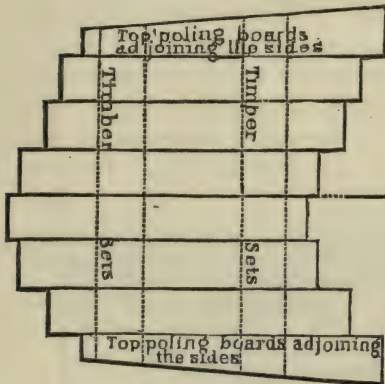 Top poling boards
adjoining the sides
Timber
Timber
Sets
Sets
Top poling boards adjoining
the sides